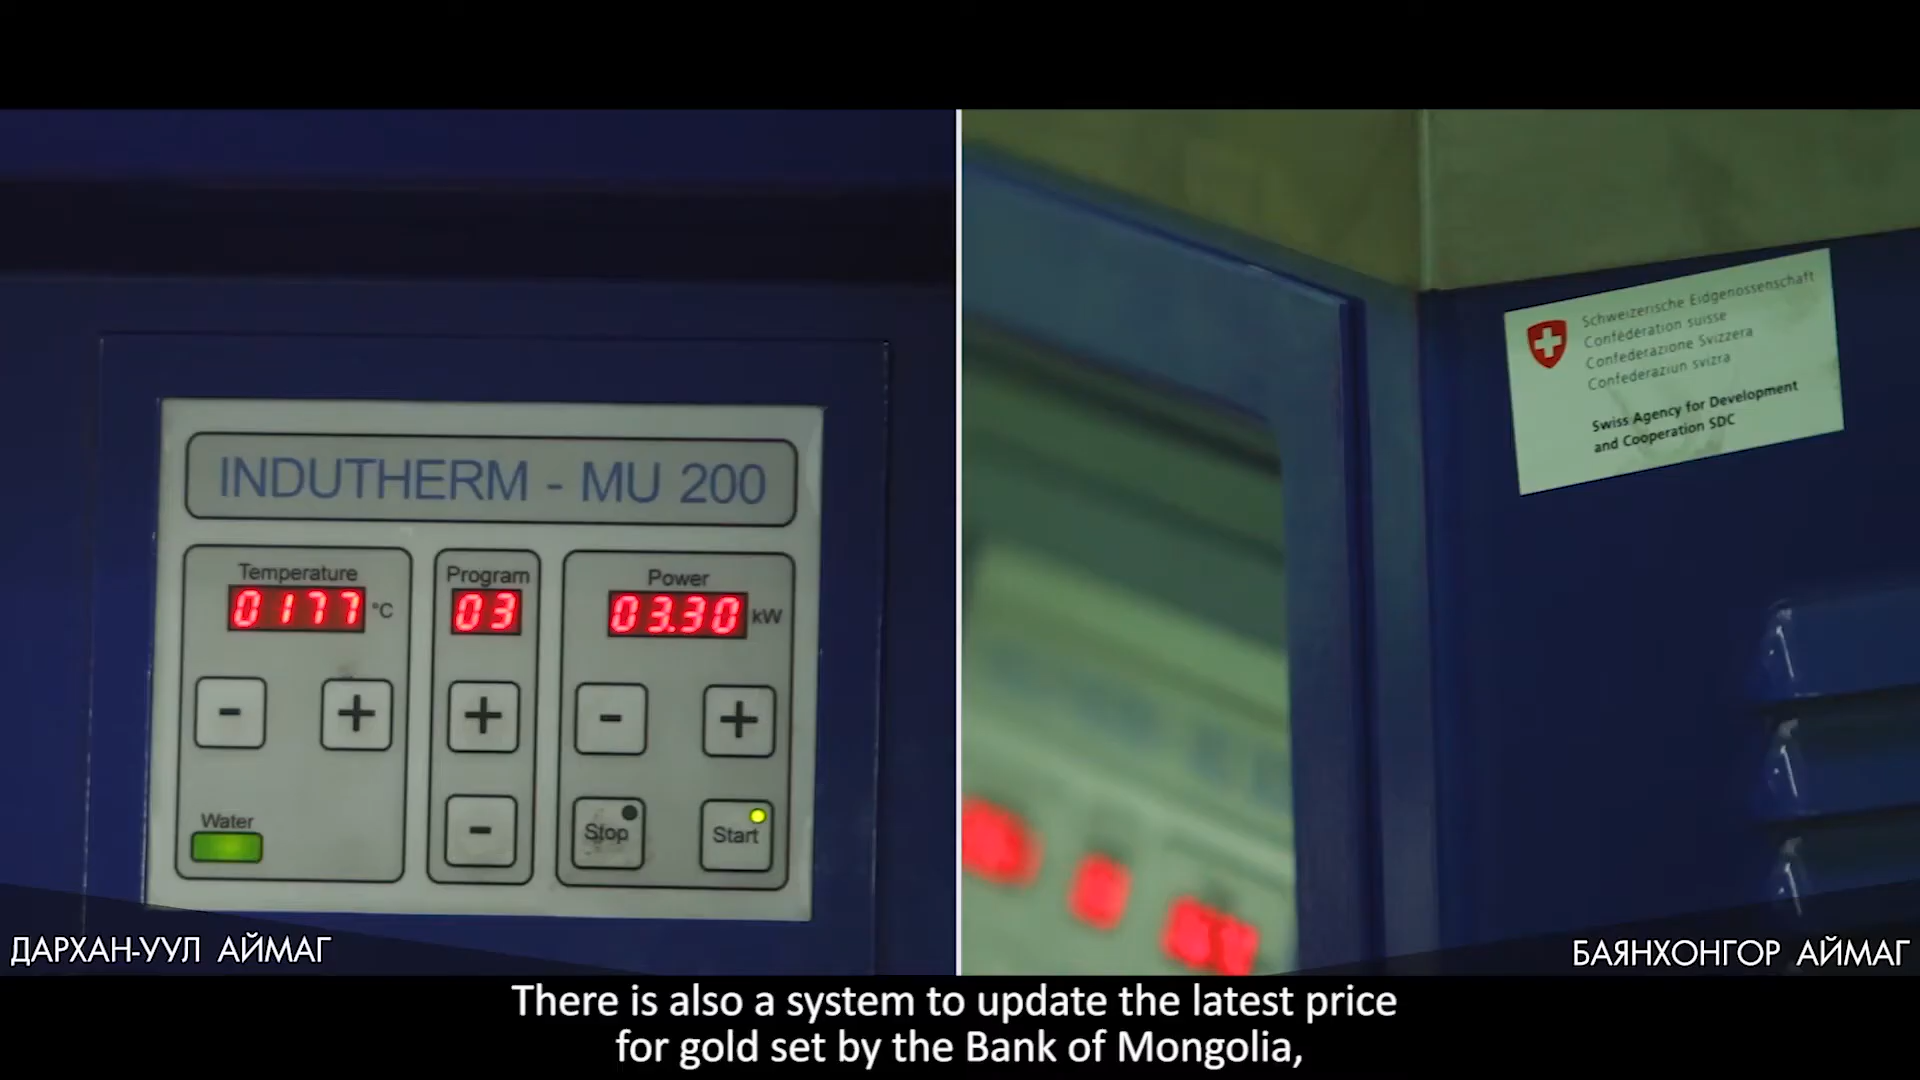 INDUTHERM - MU 200
Temperature
0177 °C
Program
03
Power
03.30 kW
- +
+
- +
Water
-
Stop
Start
Schweizerische Eidgenossenschaft
Confédération suisse
Confederazione Svizzera
Confederaziun svizra
Swiss Agency for Development
and Cooperation SDC
ДАРХАН-УУЛ АЙМАГ
БАЯНХОНГОР АЙМАГ
There is also a system to update the latest price
for gold set by the Bank of Mongolia,